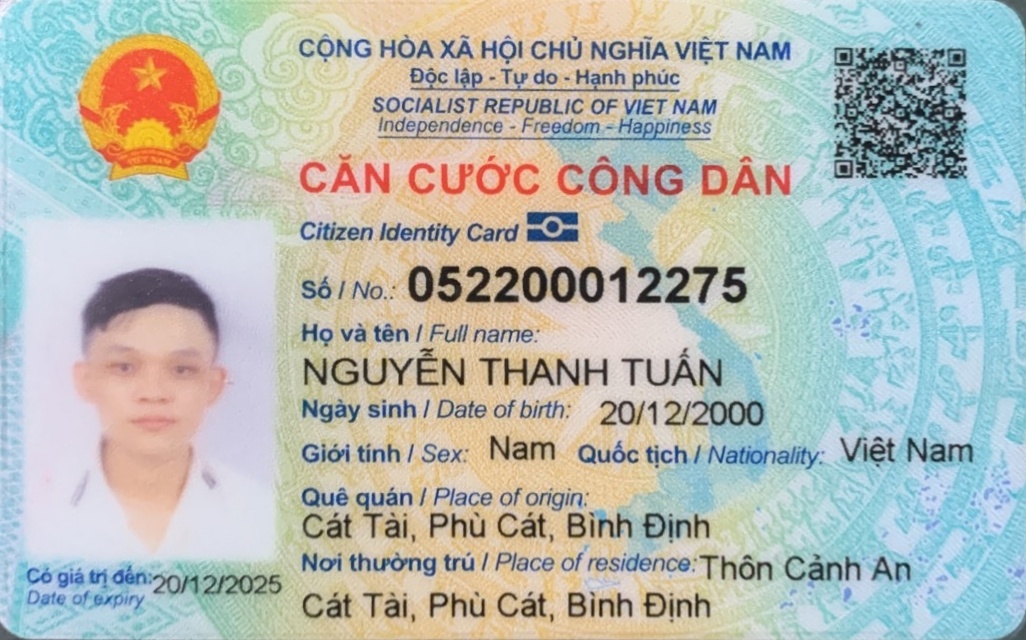 CỘNG HÒA XÃ HỘI CHỦ NGHĨA VIỆT NAM
Độc lập - Tự do - Hạnh phúc
SOCIALIST REPUBLIC OF VIET NAM
Independence - Freedom - Happiness
CĂN CƯỚC CÔNG DÂN
Citizen Identity Card
Số / No.: 052200012275
Họ và tên / Full name:
NGUYỄN THANH TUẤN
Ngày sinh / Date of birth: 20/12/2000
Giới tính / Sex: Nam Quốc tịch / Nationality: Việt Nam
Quê quán / Place of origin:
Cát Tài, Phù Cát, Bình Định
Nơi thường trú / Place of residence: Thôn Cảnh An
Cát Tài, Phù Cát, Bình Định
Có giá trị đến: 20/12/2025
Date of expiry
VIỆT NAM